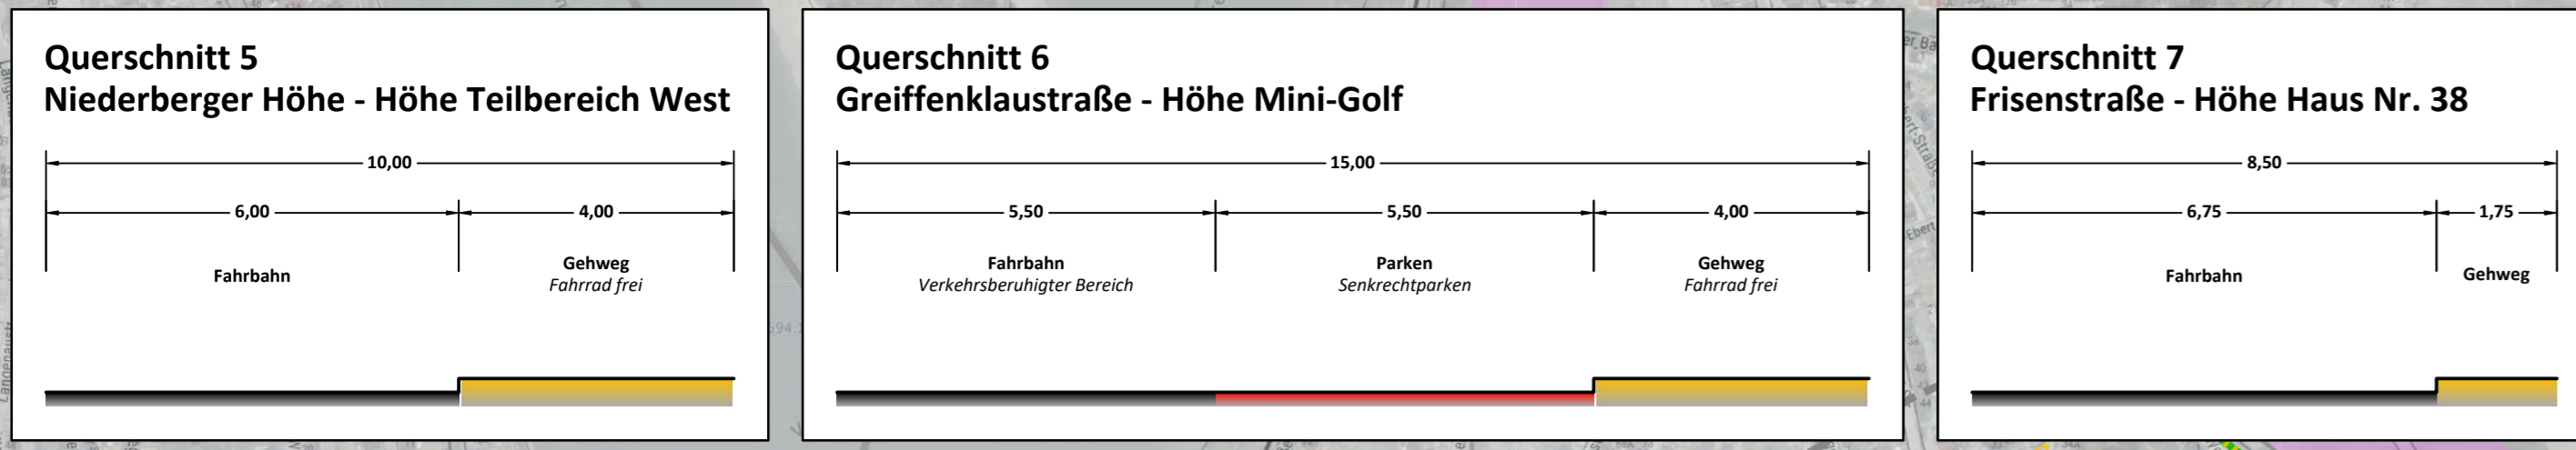 Querschnitt 5
Niederberger Höhe - Höhe Teilbereich West
10,00
6,00
4,00
Fahrbahn
Gehweg
Fahrrad frei
Querschnitt 6
Greiffenklaustraße - Höhe Mini-Golf
15,00
5,50
5,50
4,00
Fahrbahn
Verkehrsberuhigter Bereich
Parken
Senkrechtparken
Gehweg
Fahrrad frei
Querschnitt 7
Frisenstraße - Höhe Haus Nr. 38
8,50
6,75
1,75
Fahrbahn
Gehweg